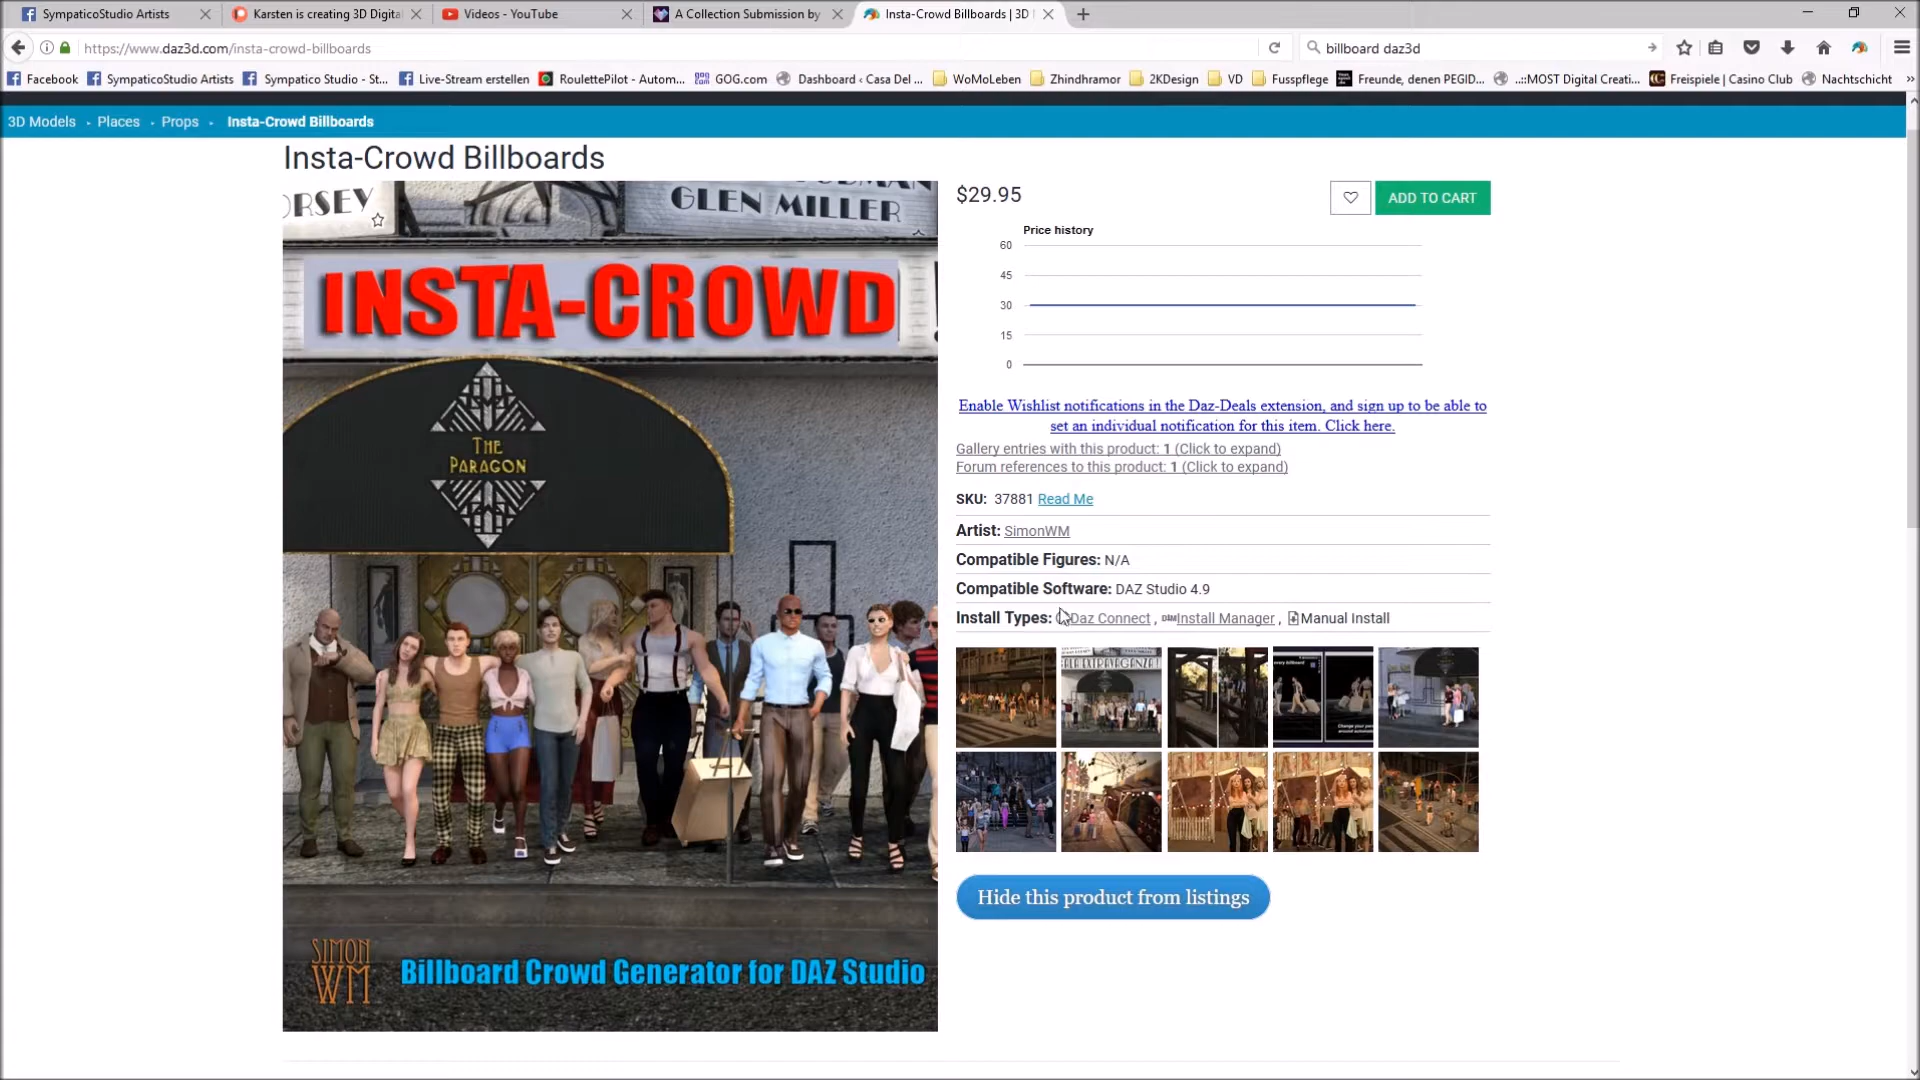 SympaticoStudio Artists
Karsten is creating 3D Digita
Videos - YouTube
A Collection Submission by
Insta-Crowd Billboards | 3D
https://www.daz3d.com/insta-crowd-billboards
billboard daz3d
Facebook
SympaticoStudio Artists
Sympatico Studio - St...
Live-Stream erstellen
RoulettePilot - Autom...
GOG.com
Dashboard ‹ Casa Del ...
WoMoLeben
Zhindhramor
2KDesign
VD
Fusspflege
Freunde, denen PEGID...
..::MOST Digital Creati...
Freispiele | Casino Club
Nachtschicht
3D Models
Places
Props
Insta-Crowd Billboards
Insta-Crowd Billboards
ORSEY
GLEN MILLER
INSTA-CROWD
THE
PARAGON
SIMON
WM
Billboard Crowd Generator for DAZ Studio
$29.95
ADD TO CART
Price history
60
45
30
15
0
Enable Wishlist notifications in the Daz-Deals extension, and sign up to be able to
set an individual notification for this item. Click here.
Gallery entries with this product: 1 (Click to expand)
Forum references to this product: 1 (Click to expand)
SKU: 37881 Read Me
Artist: SimonWM
Compatible Figures: N/A
Compatible Software: DAZ Studio 4.9
Install Types: Daz Connect , Install Manager , Manual Install
Hide this product from listings